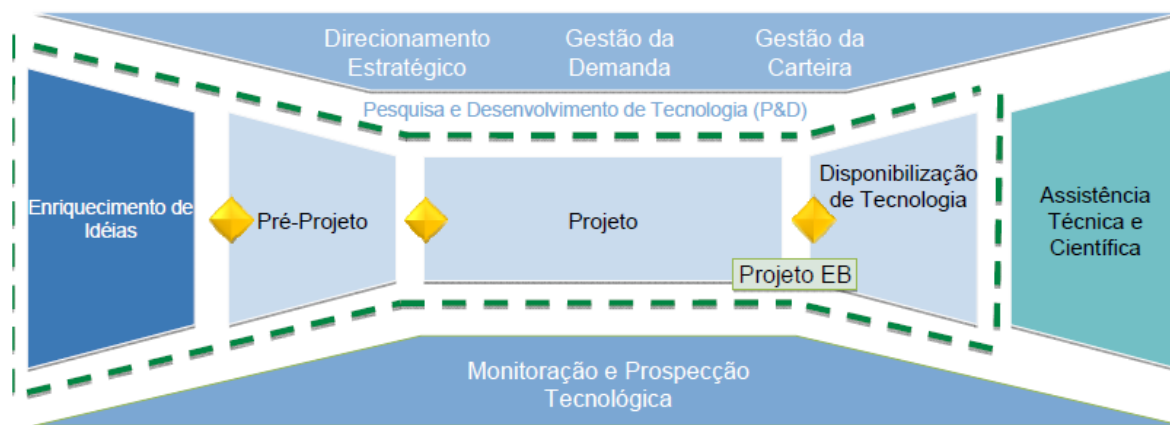 Direcionamento
Estratégico
Gestão da
Demanda
Gestão da
Carteira
Pesquisa e Desenvolvimento de Tecnologia (P&D)
Enriquecimento de
Idéias
Pré-Projeto
Projeto
Disponibilização
de Tecnologia
Projeto EB
Assistência
Técnica e
Científica
Monitoração e Prospecção
Tecnológica